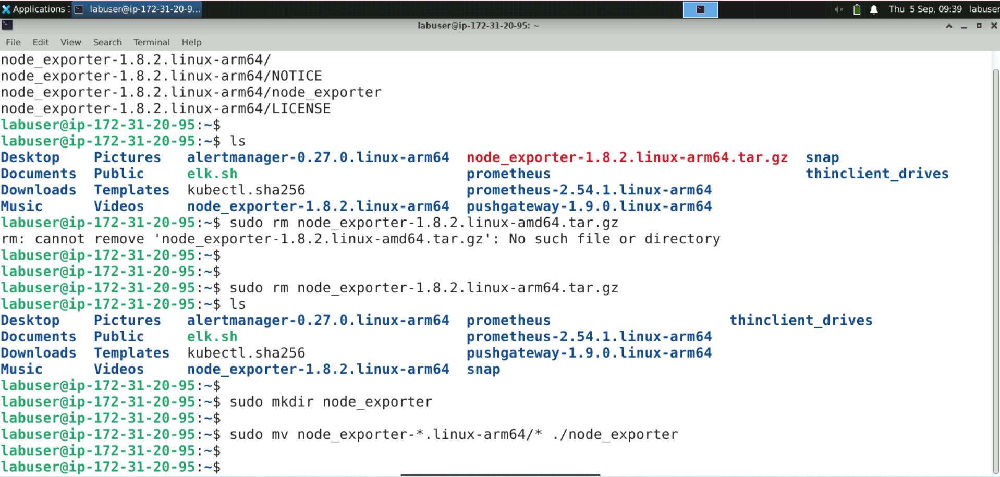 Applications labuser@ip-172-31-20-9... Thu 5 Sep, 09:39 labuser
labuser@ip-172-31-20-95: ~
File Edit View Search Terminal Help
node_exporter-1.8.2.linux-arm64/
node_exporter-1.8.2.linux-arm64/NOTICE
node_exporter-1.8.2.linux-arm64/node_exporter
node_exporter-1.8.2.linux-arm64/LICENSE
labuser@ip-172-31-20-95:~$
labuser@ip-172-31-20-95:~$ ls
Desktop Pictures alertmanager-0.27.0.linux-arm64 node_exporter-1.8.2.linux-arm64.tar.gz snap
Documents Public elk.sh prometheus thinclient_drives
Downloads Templates kubectl.sha256 prometheus-2.54.1.linux-arm64
Music Videos node_exporter-1.8.2.linux-arm64 pushgateway-1.9.0.linux-arm64
labuser@ip-172-31-20-95:~$ sudo rm node_exporter-1.8.2.linux-amd64.tar.gz
rm: cannot remove 'node_exporter-1.8.2.linux-amd64.tar.gz': No such file or directory
labuser@ip-172-31-20-95:~$
labuser@ip-172-31-20-95:~$
labuser@ip-172-31-20-95:~$ sudo rm node_exporter-1.8.2.linux-arm64.tar.gz
labuser@ip-172-31-20-95:~$ ls
Desktop Pictures alertmanager-0.27.0.linux-arm64 prometheus thinclient_drives
Documents Public elk.sh prometheus-2.54.1.linux-arm64
Downloads Templates kubectl.sha256 pushgateway-1.9.0.linux-arm64
Music Videos node_exporter-1.8.2.linux-arm64 snap
labuser@ip-172-31-20-95:~$
labuser@ip-172-31-20-95:~$ sudo mkdir node_exporter
labuser@ip-172-31-20-95:~$
labuser@ip-172-31-20-95:~$ sudo mv node_exporter-*.linux-arm64/* ./node_exporter
labuser@ip-172-31-20-95:~$
labuser@ip-172-31-20-95:~$